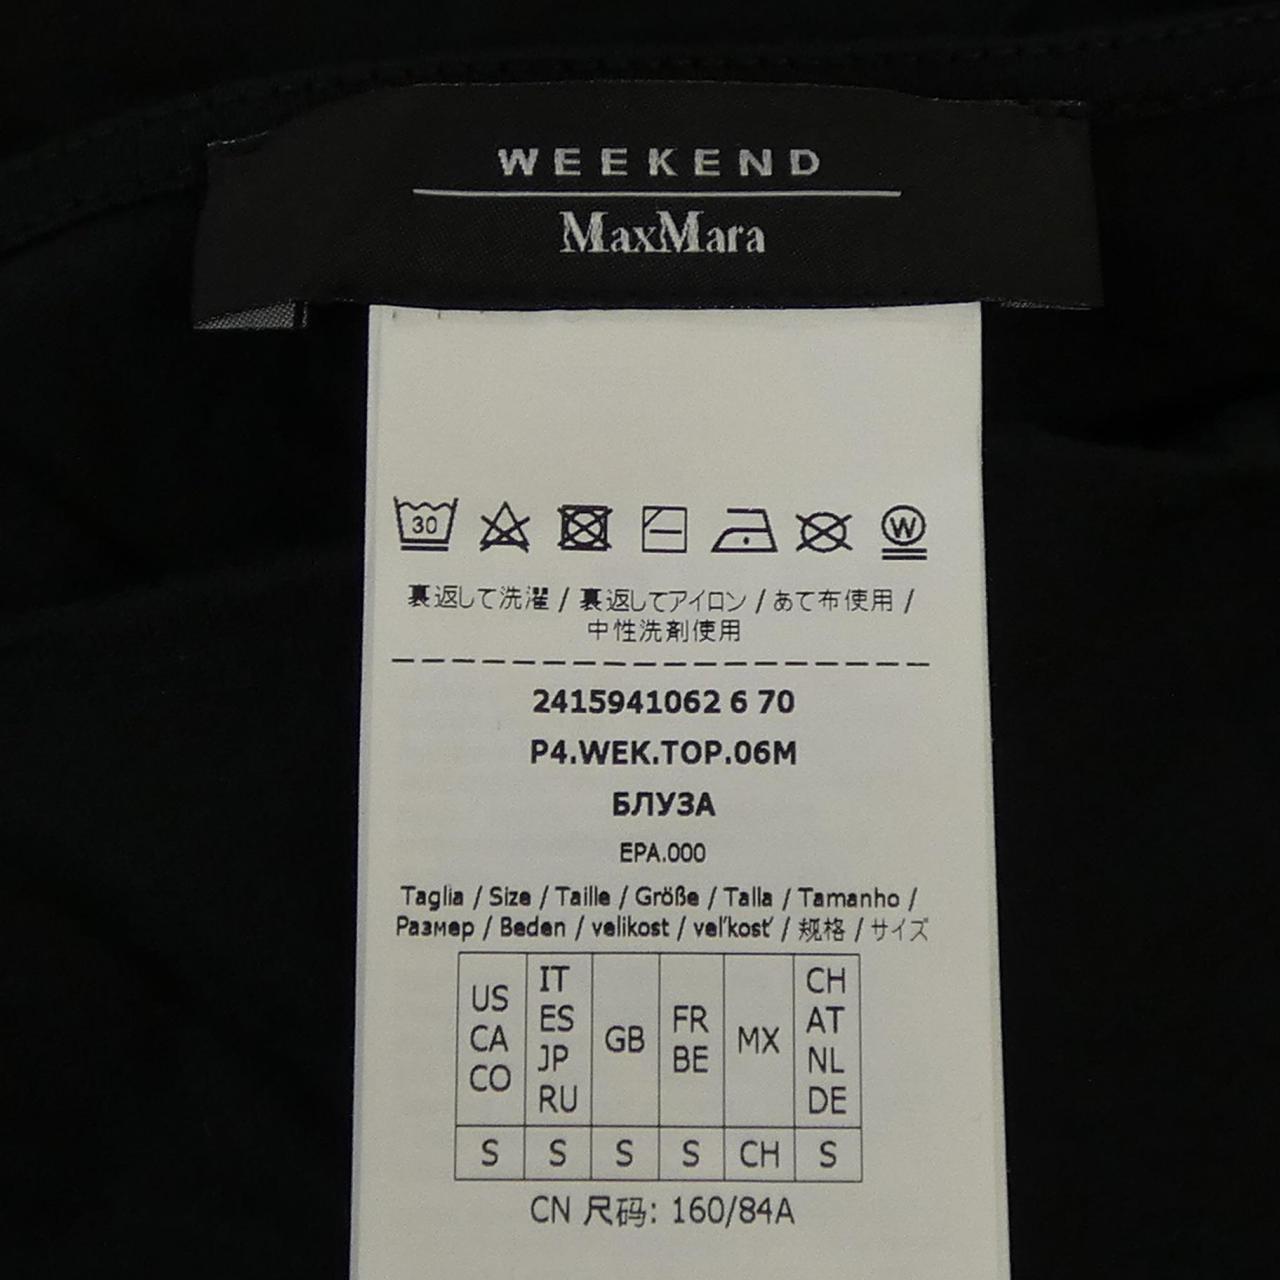 WEEKEND
MaxMara
30
W
裏返して洗濯 / 裏返してアイロン / あて布使用 /
中性洗剤使用
2415941062 6 70
P4.WEK.TOP.06M
БЛУЗА
EPA.000
Taglia / Size / Taille / Größe / Talla / Tamanho /
Размер / Beden / velikost / veľkosť / 规格 / サイズ
US CA CO
IT ES JP RU
GB
FR BE
MX
CH AT NL DE
S S S S CH S
CN 尺码: 160/84A